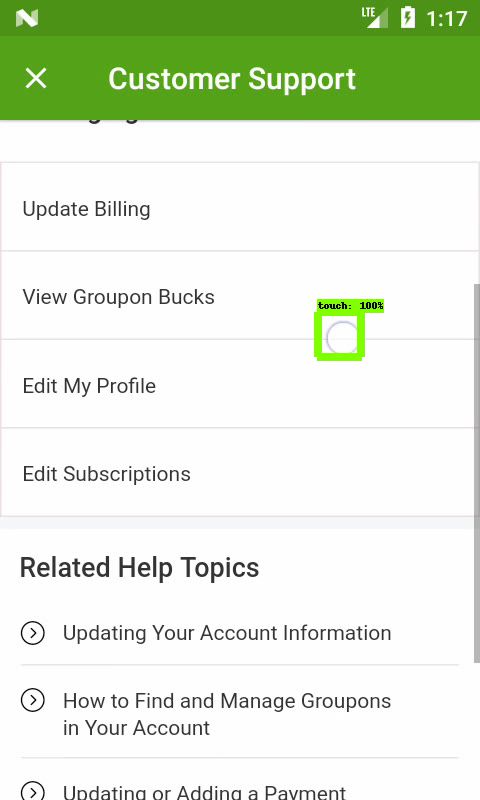 LTE 1:17
Customer Support
Update Billing
View Groupon Bucks
touch: 100%
Edit My Profile
Edit Subscriptions
Related Help Topics
Updating Your Account Information
How to Find and Manage Groupons
in Your Account
Updating or Adding a Payment